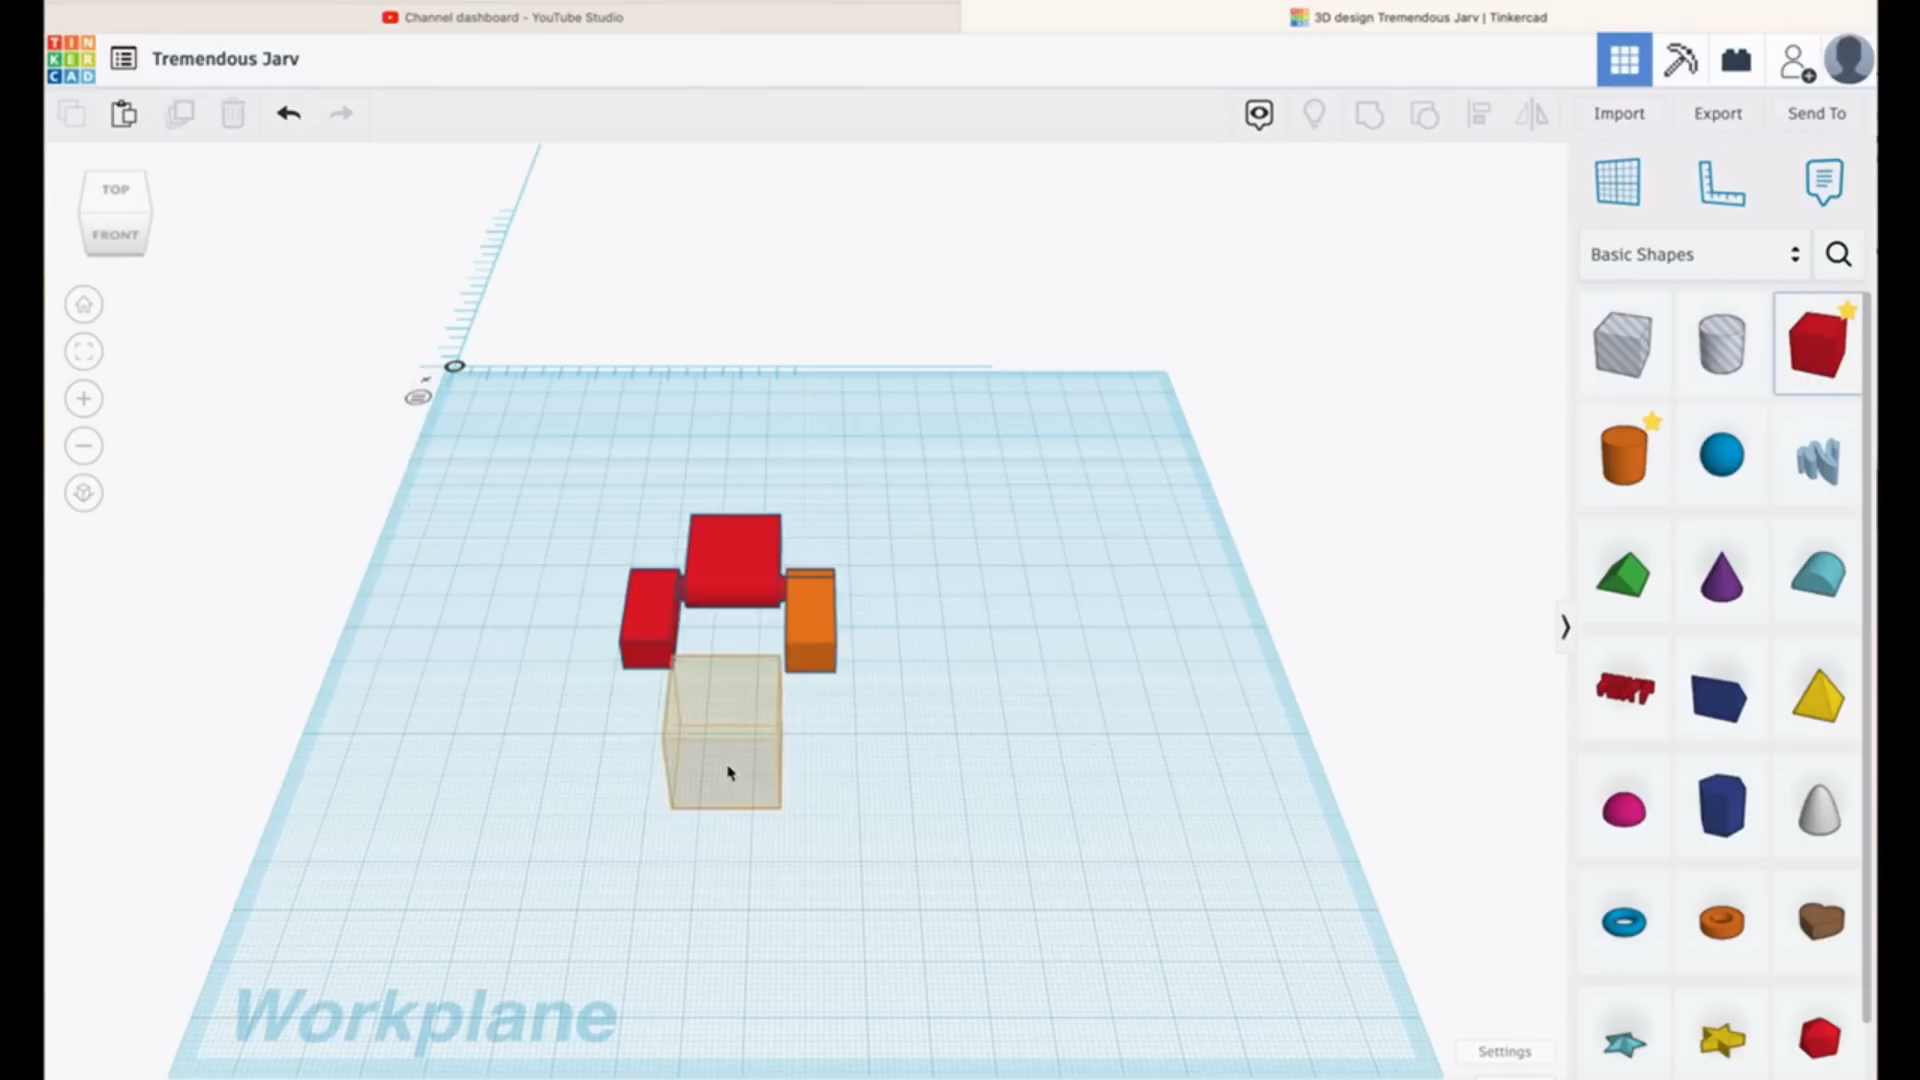 Channel dashboard - YouTube Studio
3D design Tremendous Jarv | Tinkercad
TIN
KER
CAD
Tremendous Jarv
Import
Export
Send To
TOP
FRONT
Basic Shapes
Workplane
Settings